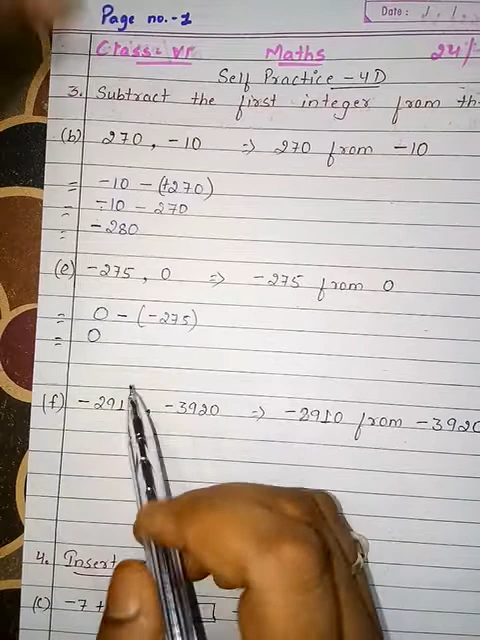 Page no.-1
Date: 
Class: VI Maths 24/
Self Practice - 4D
3. Subtract the first integer from
(b) 270, -10 => 270 from -10
= -10 - (+270)
= -10 - 270
= -280
(e) -275, 0 => -275 from 0
= 0 - (-275)
= 0
(f) -291 , -3920 => -2910 from -3920
4. Insert
(c) -7 +